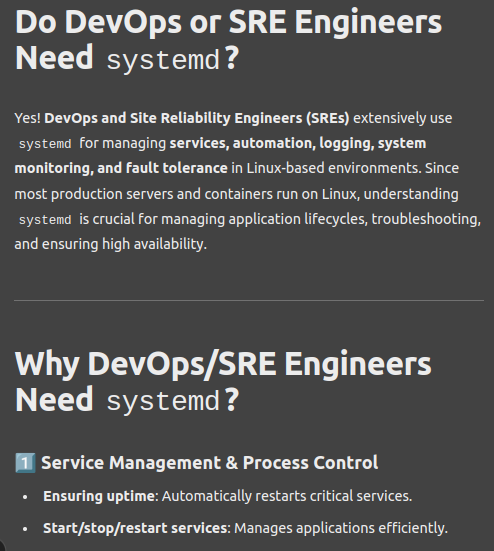 Do DevOps or SRE Engineers
Need systemd?
Yes! DevOps and Site Reliability Engineers (SREs) extensively use
systemd for managing services, automation, logging, system
monitoring, and fault tolerance in Linux-based environments. Since
most production servers and containers run on Linux, understanding
systemd is crucial for managing application lifecycles, troubleshooting,
and ensuring high availability.
Why DevOps/SRE Engineers
Need systemd?
1️⃣ Service Management & Process Control
• Ensuring uptime: Automatically restarts critical services.
• Start/stop/restart services: Manages applications efficiently.